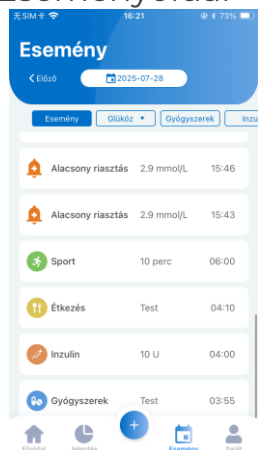 无SIM卡 16:21 73%
Esemény
Előző 2025-07-28
Esemény Glükóz Gyógyszerek Inzu
Alacsony riasztás 2.9 mmol/L 15:46
Alacsony riasztás 2.9 mmol/L 15:43
Sport 10 perc 06:00
Étkezés Test 04:10
Inzulin 10 U 04:00
Gyógyszerek Test 03:55
Főoldal Jelentés Esemény Saját